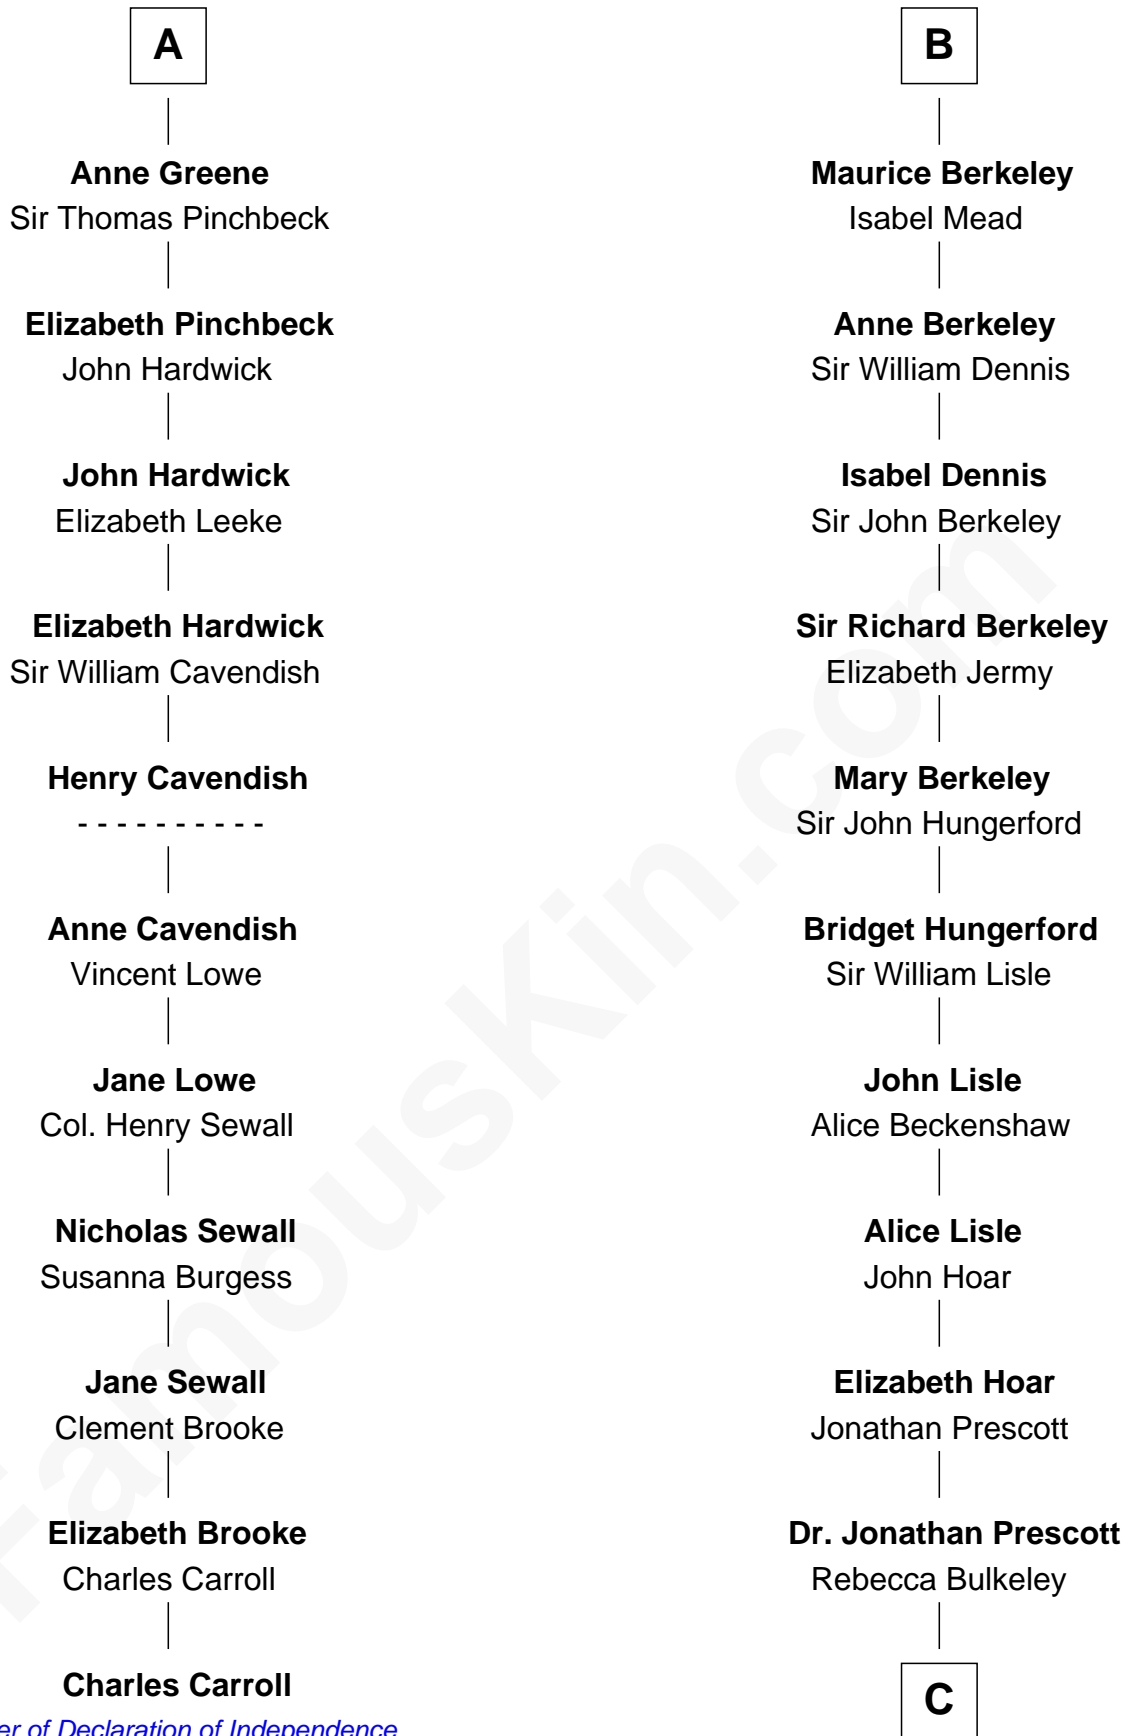 A
Anne Greene
Sir Thomas Pinchbeck
Elizabeth Pinchbeck
John Hardwick
John Hardwick
Elizabeth Leeke
Elizabeth Hardwick
Sir William Cavendish
Henry Cavendish
- - - - - - - - - -
Anne Cavendish
Vincent Lowe
Jane Lowe
Col. Henry Sewall
Nicholas Sewall
Susanna Burgess
Jane Sewall
Clement Brooke
Elizabeth Brooke
Charles Carroll
Charles Carroll
er of Declaration of Independence
B
Maurice Berkeley
Isabel Mead
Anne Berkeley
Sir William Dennis
Isabel Dennis
Sir John Berkeley
Sir Richard Berkeley
Elizabeth Jermy
Mary Berkeley
Sir John Hungerford
Bridget Hungerford
Sir William Lisle
John Lisle
Alice Beckenshaw
Alice Lisle
John Hoar
Elizabeth Hoar
Jonathan Prescott
Dr. Jonathan Prescott
Rebecca Bulkeley
C
FamousKin.com